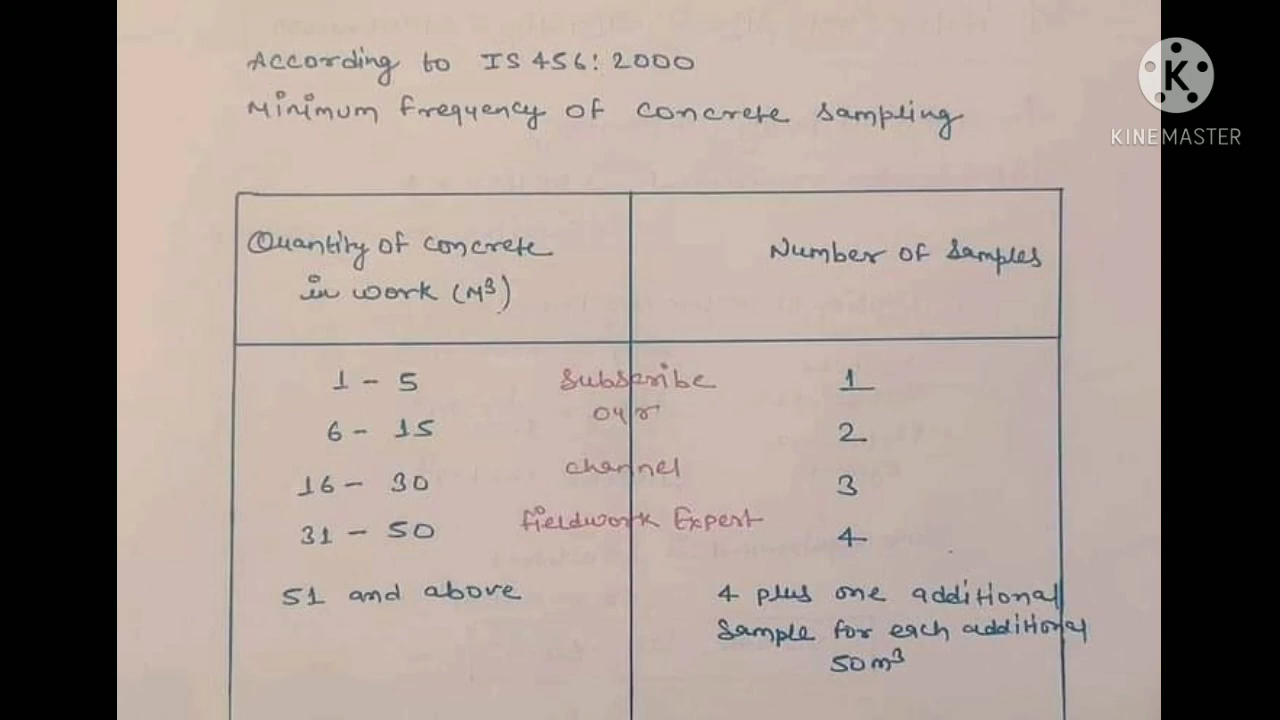 According to IS 456: 2000
Minimum frequency of concrete sampling
KINEMASTER
Quantity of concrete
in work (M³)
Number of Samples
1 - 5
1
6 - 15
2
16 - 30
3
31 - 50
4
51 and above
4 plus one additional
Sample for each additional
50m³
Subscribe
our
channel
fieldwork Expert